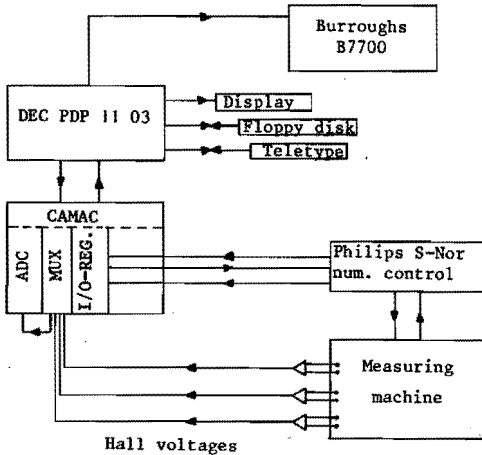 Burroughs
B7700
DEC PDP 11 03
Display
Floppy disk
Teletype
CAMAC
ADC
MUX
I/O-REG.
Philips S-Nor
num. control
Measuring
machine
Hall voltages